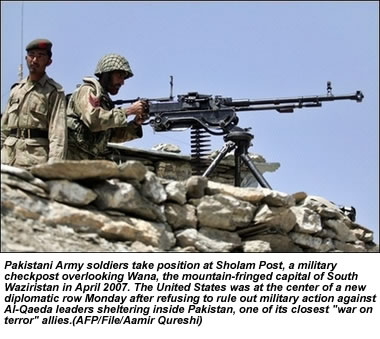 Pakistani Army soldiers take position at Sholam Post, a military
checkpost overlooking Wana, the mountain-fringed capital of South
Waziristan in April 2007. The United States was at the center of a new
diplomatic row Monday after refusing to rule out military action against
Al-Qaeda leaders sheltering inside Pakistan, one of its closest "war on
terror" allies.(AFP/File/Aamir Qureshi)